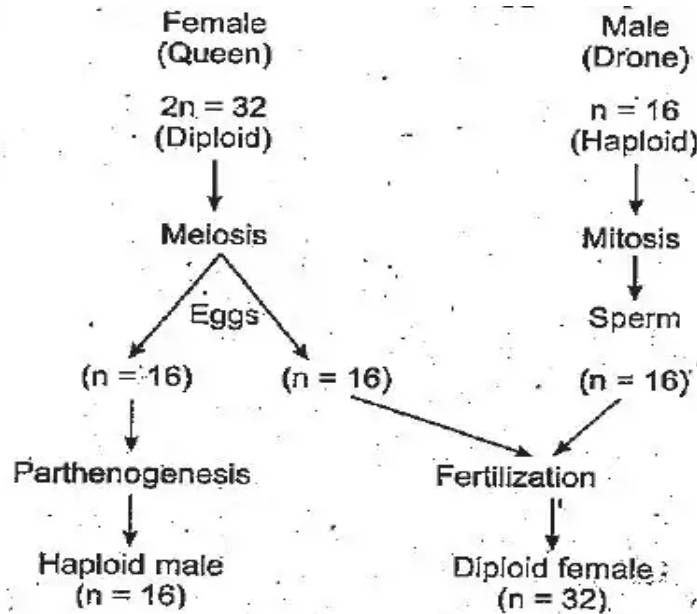 Female
(Queen)
Male
(Drone)
2n = 32
(Diploid)
n = 16
(Haploid)
Meiosis
Mitosis
Eggs
Sperm
(n = 16)
(n = 16)
(n = 16)
Parthenogenesis
Fertilization
Haploid male
(n = 16)
Diploid female
(n = 32)